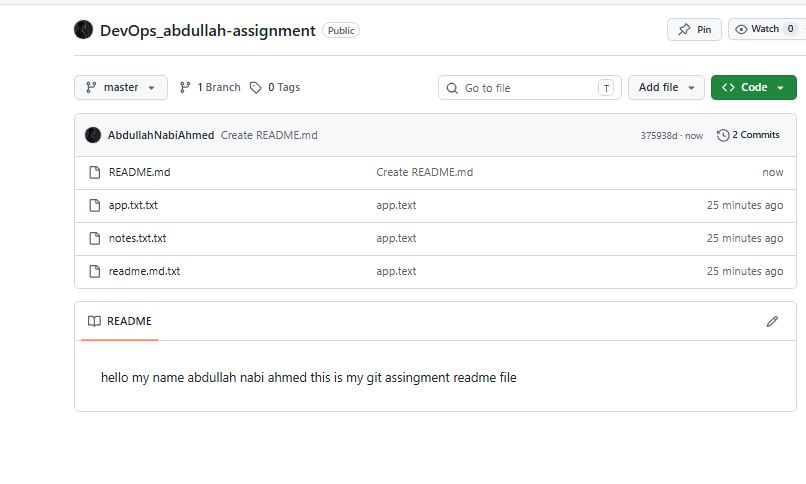 DevOps_abdullah-assignment Public Pin Watch 0
master 1 Branch 0 Tags Go to file T Add file Code
AbdullahNabiAhmed Create README.md 375938d · now 2 Commits
README.md Create README.md now
app.txt.txt app.text 25 minutes ago
notes.txt.txt app.text 25 minutes ago
readme.md.txt app.text 25 minutes ago
README
hello my name abdullah nabi ahmed this is my git assingment readme file